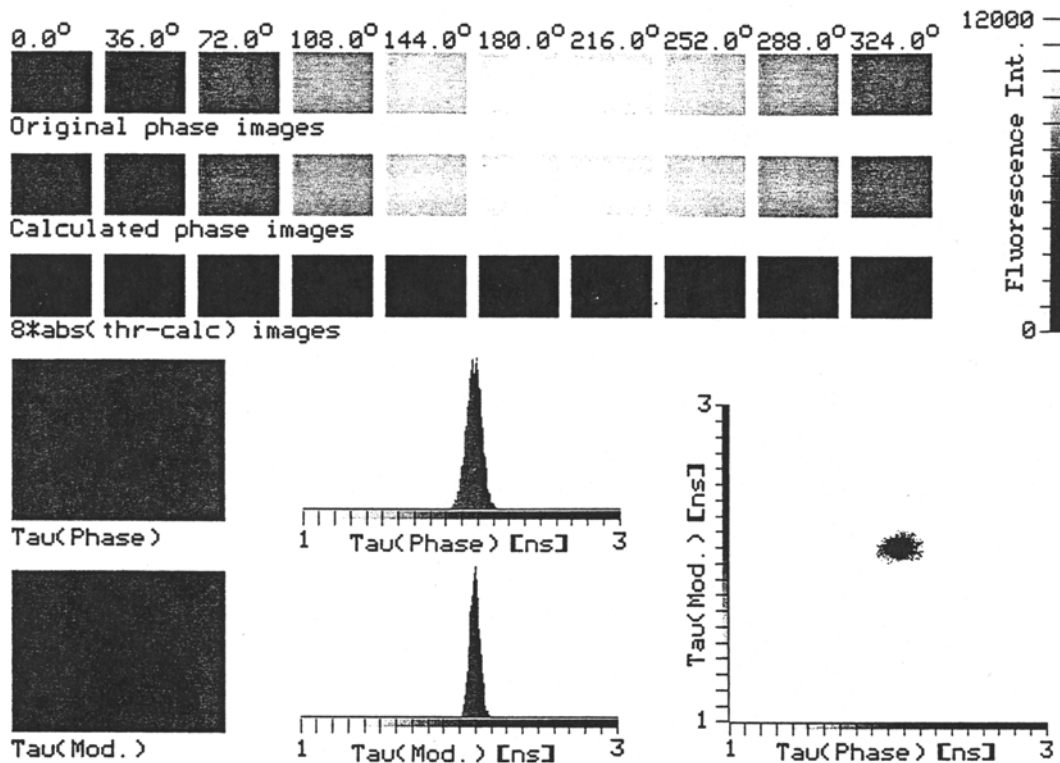 0.0° 36.0° 72.0° 108.0° 144.0° 180.0° 216.0° 252.0° 288.0° 324.0°
Original phase images
Calculated phase images
8*abs(thr-calc) images
12000
Fluorescence Int.
0
Tau(Phase)
1 Tau(Phase) [ns] 3
Tau(Mod.)
1 Tau(Mod.) [ns] 3
3
Tau(Mod.) [ns]
1
1 Tau(Phase) [ns] 3